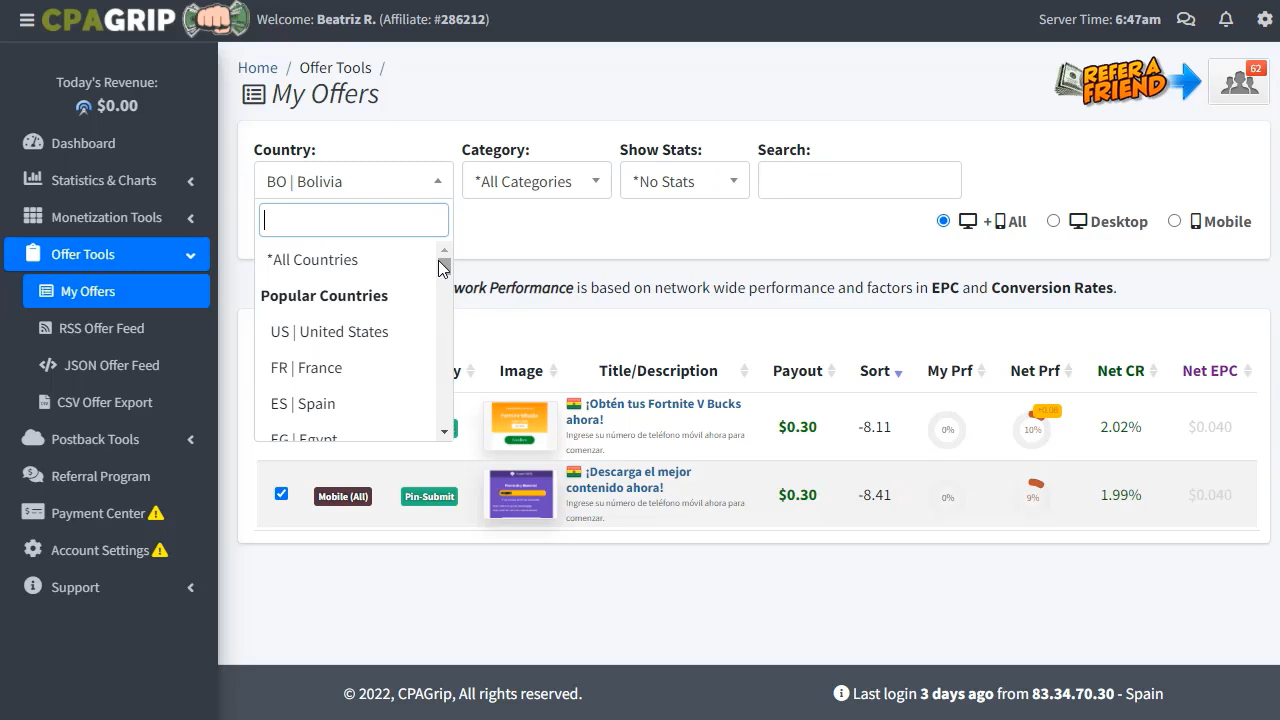 CPAGRIP
Welcome: Beatriz R. (Affiliate: #286212)
Server Time: 6:47am
Today's Revenue:
$0.00
Dashboard
Statistics & Charts
Monetization Tools
Offer Tools
My Offers
RSS Offer Feed
JSON Offer Feed
CSV Offer Export
Postback Tools
Referral Program
Payment Center
Account Settings
Support
Home / Offer Tools /
My Offers
REFER A
FRIEND
62
Country:
Category:
Show Stats:
Search:
BO | Bolivia
*All Categories
*No Stats
+ All
Desktop
Mobile
*All Countries
Popular Countries
US | United States
FR | France
ES | Spain
EG | Egypt
work Performance is based on network wide performance and factors in EPC and Conversion Rates.
y
Image
Title/Description
Payout
Sort
My Prf
Net Prf
Net CR
Net EPC
¡Obtén tus Fortnite V Bucks
ahora!
Ingrese su número de teléfono móvil ahora para
comenzar.
$0.30
-8.11
0%
+0.08
10%
2.02%
$0.040
Mobile (All)
Pin-Submit
¡Descarga el mejor
contenido ahora!
Ingrese su número de teléfono móvil ahora para
comenzar.
$0.30
-8.41
0%
9%
1.99%
$0.040
© 2022, CPAGrip, All rights reserved.
Last login 3 days ago from 83.34.70.30 - Spain